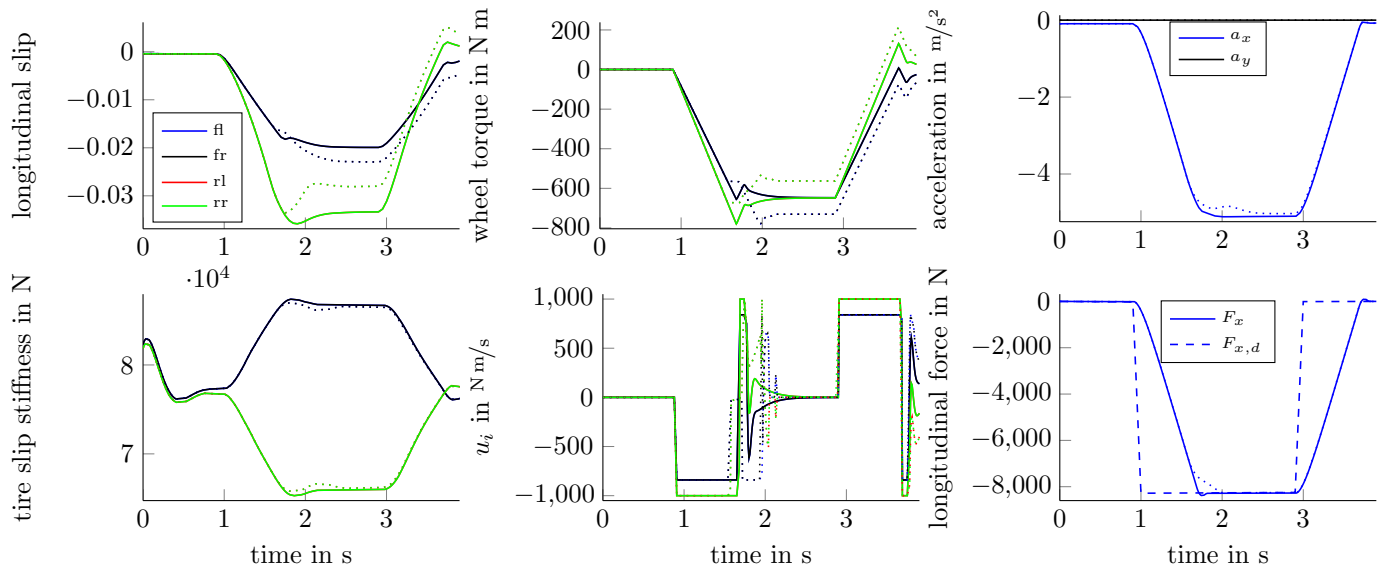 longitudinal slip
0
−0.01
−0.02
−0.03
fl
fr
rl
rr
0 1 2 3
wheel torque in N m
200
0
−200
−400
−600
−800
0 1 2 3
acceleration in m/s²
0
−2
−4
a_x
a_y
0 1 2 3
tire slip stiffness in N
·10⁴
8
7
0 1 2 3
time in s
u_i in N m/s
1,000
500
0
−500
−1,000
0 1 2 3
time in s
longitudinal force in N
0
−2,000
−4,000
−6,000
−8,000
F_x
F_{x,d}
0 1 2 3
time in s